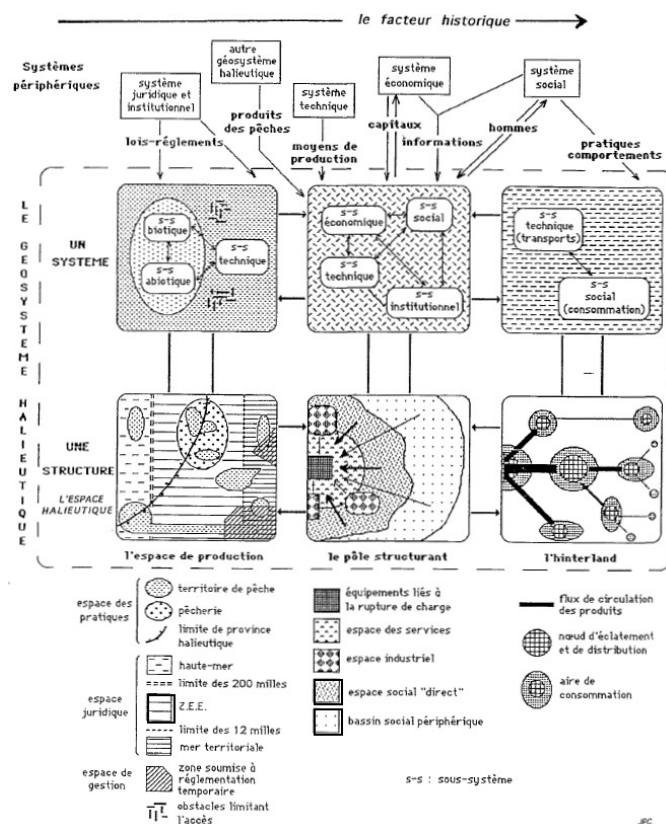 le facteur historique
Systèmes
périphériques
système
juridique et
institutionnel
autre
géosystème
halieutique
système
technique
système
économique
système
social
lois-réglements
produits
des pêches
moyens de
production
capitaux
informations
hommes
pratiques
comportements
LE GEOSYSTEME HALIEUTIQUE
UN
SYSTEME
s-s
biotique
s-s
abiotique
s-s
technique
s-s
économique
s-s
social
s-s
technique
s-s
institutionnel
s-s
technique
(transports)
s-s
social
(consommation)
UNE
STRUCTURE
L'ESPACE
HALIEUTIQUE
l'espace de production
le pôle structurant
l'hinterland
espace des
pratiques
territoire de pêche
pêcherie
limite de province
halieutique
espace
juridique
haute-mer
limite des 200 milles
Z.E.E.
limite des 12 milles
mer territoriale
espace de
gestion
zone soumise à
réglementation
temporaire
obstacles limitant
l'accès
équipements liés à
la rupture de charge
espace des services
espace industriel
espace social "direct"
bassin social périphérique
flux de circulation
des produits
nœud d'éclatement
et de distribution
aire de
consommation
s-s : sous-système
JPC